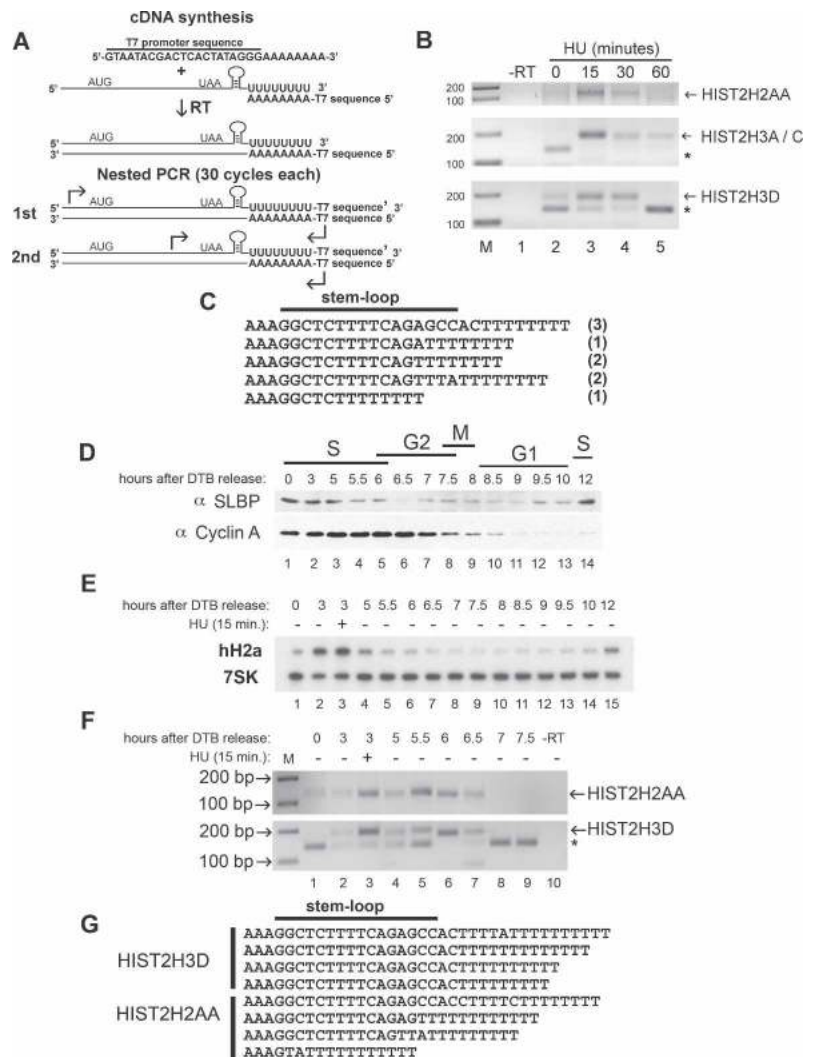 A
cDNA synthesis
T7 promoter sequence
5'-GTAATACGACTCACTATAGGGAAAAAAAA-3'
+
5' AUG UAA UUUUUUUU 3'
AAAAAAAA-T7 sequence 5'
RT
5' AUG UAA UUUUUUUU 3'
3' AAAAAAAA-T7 sequence 5'
Nested PCR (30 cycles each)
1st
5' AUG UAA UUUUUUUU-T7 sequence' 3'
3' AAAAAAAA-T7 sequence 5'
2nd
5' AUG UAA UUUUUUUU-T7 sequence' 3'
3' AAAAAAAA-T7 sequence 5'
B
HU (minutes)
-RT 0 15 30 60
200
100
← HIST2H2AA
200
100
← HIST2H3A / C
*
200
100
← HIST2H3D
*
M 1 2 3 4 5
C
stem-loop
AAAGGCTCTTTTCAGAGCCACTTTTTTTT (3)
AAAGGCTCTTTTCAGATTTTTTTT (1)
AAAGGCTCTTTTCAGTTTTTTTT (2)
AAAGGCTCTTTTCAGTTTATTTTTTTT (2)
AAAGGCTCTTTTTTTT (1)
D
S G2 M G1 S
hours after DTB release: 0 3 5 5.5 6 6.5 7 7.5 8 8.5 9 9.5 10 12
α SLBP
α Cyclin A
1 2 3 4 5 6 7 8 9 10 11 12 13 14
E
hours after DTB release: 0 3 3 5 5.5 6 6.5 7 7.5 8 8.5 9 9.5 10 12
HU (15 min.): - - + - - - - - - - - - - - -
hH2a
7SK
1 2 3 4 5 6 7 8 9 10 11 12 13 14 15
F
hours after DTB release: 0 3 3 5 5.5 6 6.5 7 7.5 -RT
HU (15 min.): M - - + - - - - - - -
200 bp→
100 bp→
←HIST2H2AA
200 bp→
100 bp→
←HIST2H3D
*
1 2 3 4 5 6 7 8 9 10
G
stem-loop
HIST2H3D
AAAGGCTCTTTTCAGAGCCACTTTTATTTTTTTTTT
AAAGGCTCTTTTCAGAGCCACTTTTTTTTTTTTT
AAAGGCTCTTTTCAGAGCCACTTTTTTTTTT
AAAGGCTCTTTTCAGAGCCACTTTTTTTTT
HIST2H2AA
AAAGGCTCTTTTCAGAGCCACCTTTTCTTTTTTTT
AAAGGCTCTTTTCAGAGTTTTTTTTTTTT
AAAGGCTCTTTTCAGTTATTTTTTTTT
AAAGTATTTTTTTTTTT